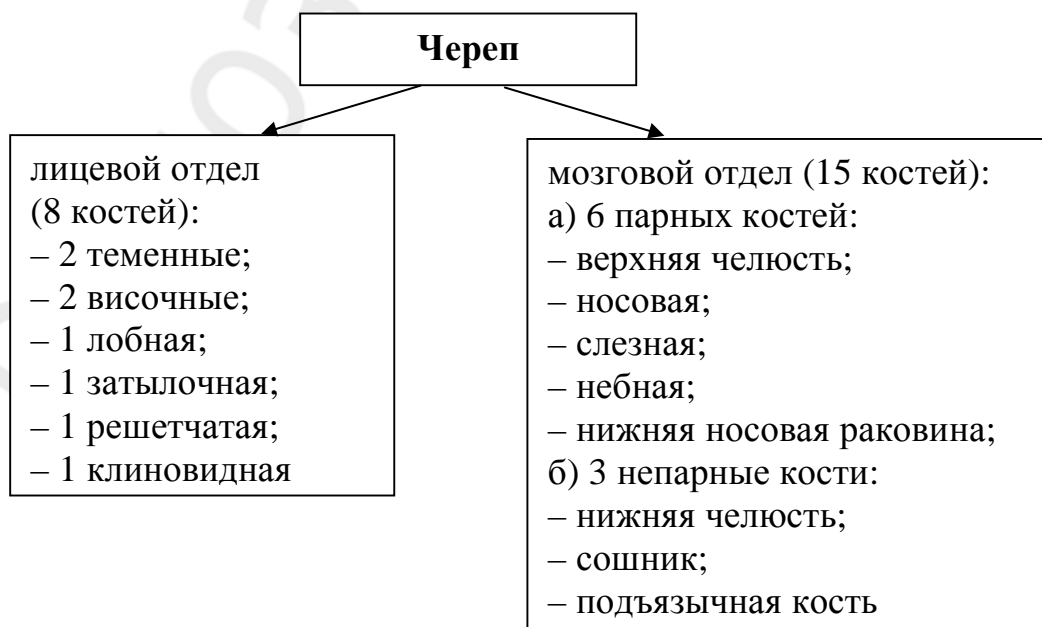 Череп
лицевой отдел
(8 костей):
– 2 теменные;
– 2 височные;
– 1 лобная;
– 1 затылочная;
– 1 решетчатая;
– 1 клиновидная
мозговой отдел (15 костей):
а) 6 парных костей:
– верхняя челюсть;
– носовая;
– слезная;
– небная;
– нижняя носовая раковина;
б) 3 непарные кости:
– нижняя челюсть;
– сошник;
– подъязычная кость